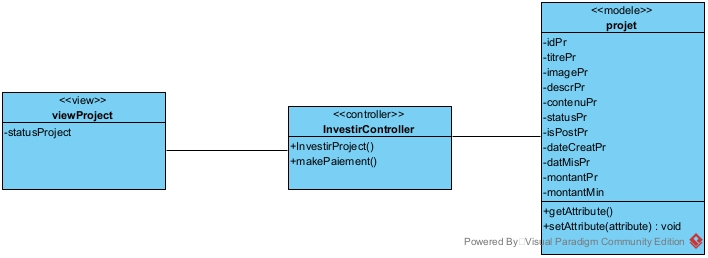 <<view>>
viewProject
-statusProject
<<controller>>
InvestirController
+InvestirProject()
+makePaiement()
<<modele>>
projet
-idPr
-titrePr
-imagePr
-descrPr
-contenuPr
-statusPr
-isPostPr
-dateCreatPr
-datMisPr
-montantPr
-montantMin
+getAttribute()
+setAttribute(attribute) : void
Powered By Visual Paradigm Community Edition